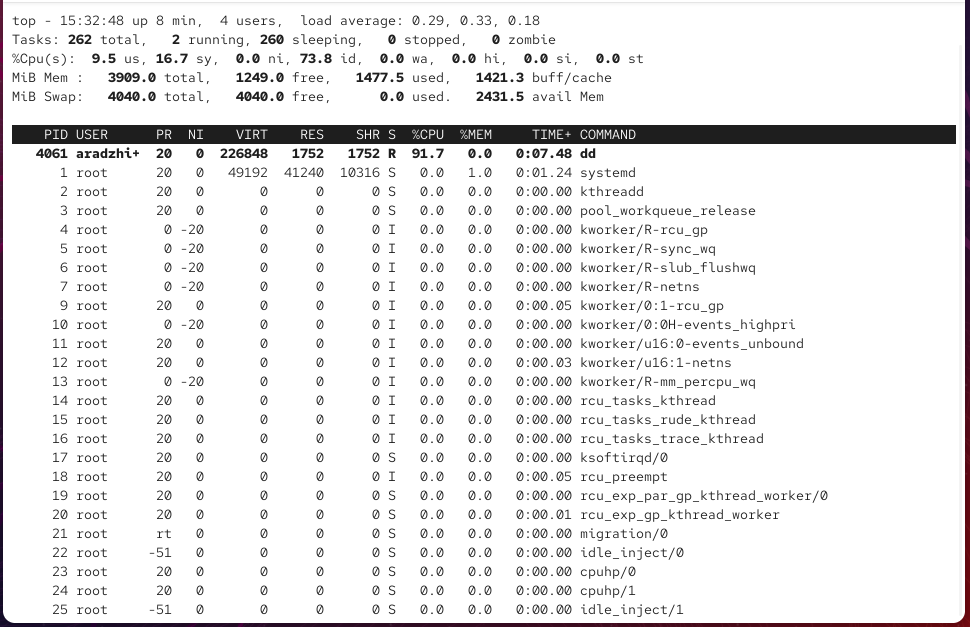 top - 15:32:48 up 8 min,  4 users,  load average: 0.29, 0.33, 0.18
Tasks: 262 total,   2 running, 260 sleeping,   0 stopped,   0 zombie
%Cpu(s):  9.5 us, 16.7 sy,  0.0 ni, 73.8 id,  0.0 wa,  0.0 hi,  0.0 si,  0.0 st
MiB Mem :   3909.0 total,   1249.0 free,   1477.5 used,   1421.3 buff/cache
MiB Swap:   4040.0 total,   4040.0 free,      0.0 used.   2431.5 avail Mem
PID USER      PR  NI    VIRT    RES    SHR S  %CPU  %MEM     TIME+ COMMAND
4061 aradzhi+  20   0  226848   1752   1752 R  91.7   0.0   0:07.48 dd
1 root      20   0   49192  41240  10316 S   0.0   1.0   0:01.24 systemd
2 root      20   0       0      0      0 S   0.0   0.0   0:00.00 kthreadd
3 root      20   0       0      0      0 S   0.0   0.0   0:00.00 pool_workqueue_release
4 root       0 -20       0      0      0 I   0.0   0.0   0:00.00 kworker/R-rcu_gp
5 root       0 -20       0      0      0 I   0.0   0.0   0:00.00 kworker/R-sync_wq
6 root       0 -20       0      0      0 I   0.0   0.0   0:00.00 kworker/R-slub_flushwq
7 root       0 -20       0      0      0 I   0.0   0.0   0:00.00 kworker/R-netns
9 root      20   0       0      0      0 I   0.0   0.0   0:00.05 kworker/0:1-rcu_gp
10 root       0 -20       0      0      0 I   0.0   0.0   0:00.00 kworker/0:0H-events_highpri
11 root      20   0       0      0      0 I   0.0   0.0   0:00.00 kworker/u16:0-events_unbound
12 root      20   0       0      0      0 I   0.0   0.0   0:00.03 kworker/u16:1-netns
13 root       0 -20       0      0      0 I   0.0   0.0   0:00.00 kworker/R-mm_percpu_wq
14 root      20   0       0      0      0 I   0.0   0.0   0:00.00 rcu_tasks_kthread
15 root      20   0       0      0      0 I   0.0   0.0   0:00.00 rcu_tasks_rude_kthread
16 root      20   0       0      0      0 I   0.0   0.0   0:00.00 rcu_tasks_trace_kthread
17 root      20   0       0      0      0 S   0.0   0.0   0:00.00 ksoftirqd/0
18 root      20   0       0      0      0 I   0.0   0.0   0:00.05 rcu_preempt
19 root      20   0       0      0      0 S   0.0   0.0   0:00.00 rcu_exp_par_gp_kthread_worker/0
20 root      20   0       0      0      0 S   0.0   0.0   0:00.01 rcu_exp_gp_kthread_worker
21 root      rt   0       0      0      0 S   0.0   0.0   0:00.00 migration/0
22 root     -51   0       0      0      0 S   0.0   0.0   0:00.00 idle_inject/0
23 root      20   0       0      0      0 S   0.0   0.0   0:00.00 cpuhp/0
24 root      20   0       0      0      0 S   0.0   0.0   0:00.00 cpuhp/1
25 root     -51   0       0      0      0 S   0.0   0.0   0:00.00 idle_inject/1